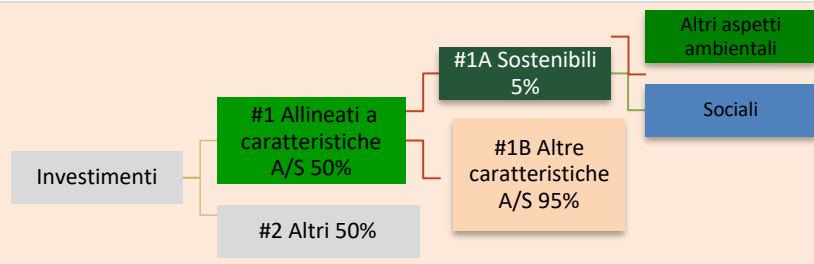 Investimenti
#1 Allineati a
caratteristiche
A/S 50%
#2 Altri 50%
#1A Sostenibili
5%
#1B Altre
caratteristiche
A/S 95%
Altri aspetti
ambientali
Sociali